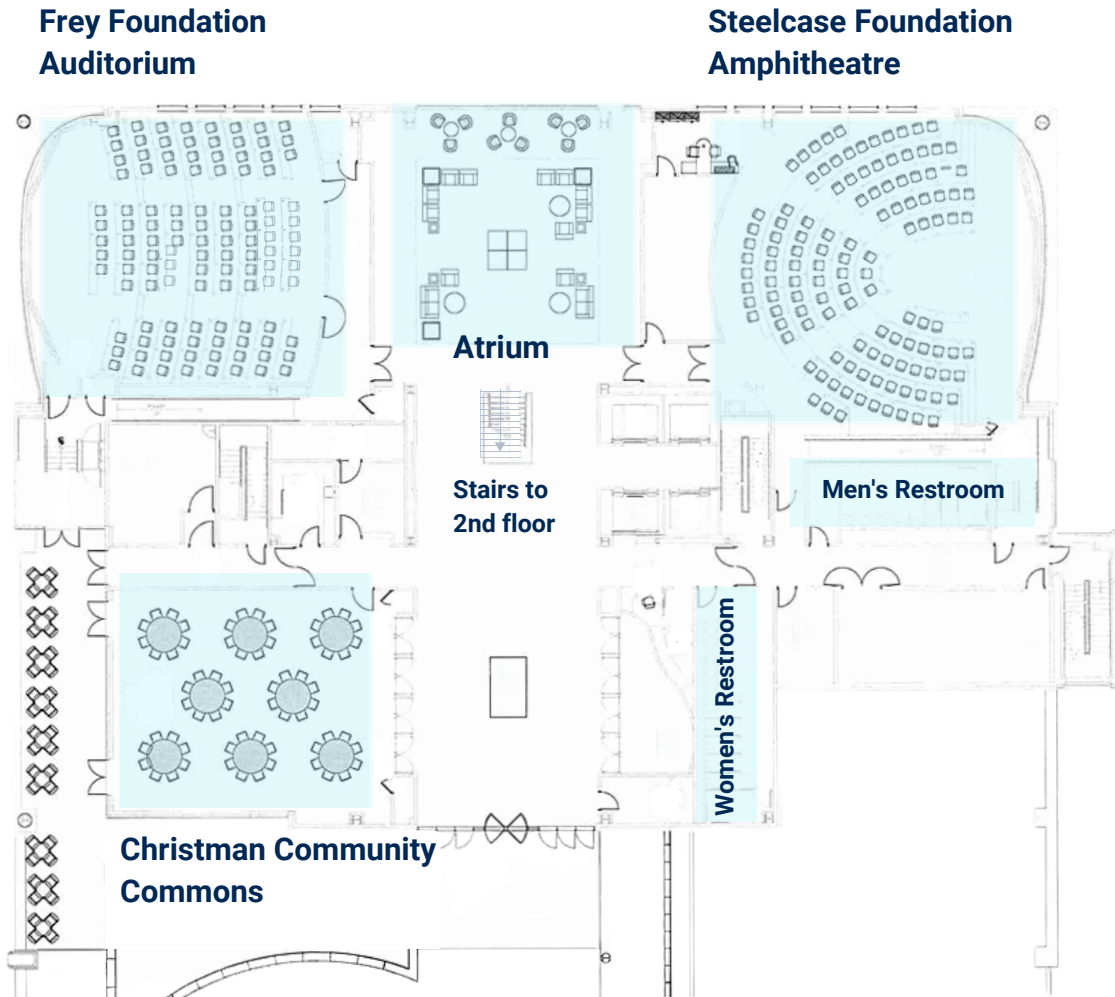 Frey Foundation
Auditorium
Steelcase Foundation
Amphitheatre
Atrium
Stairs to
2nd floor
Men's Restroom
Women's Restroom
Christman Community
Commons